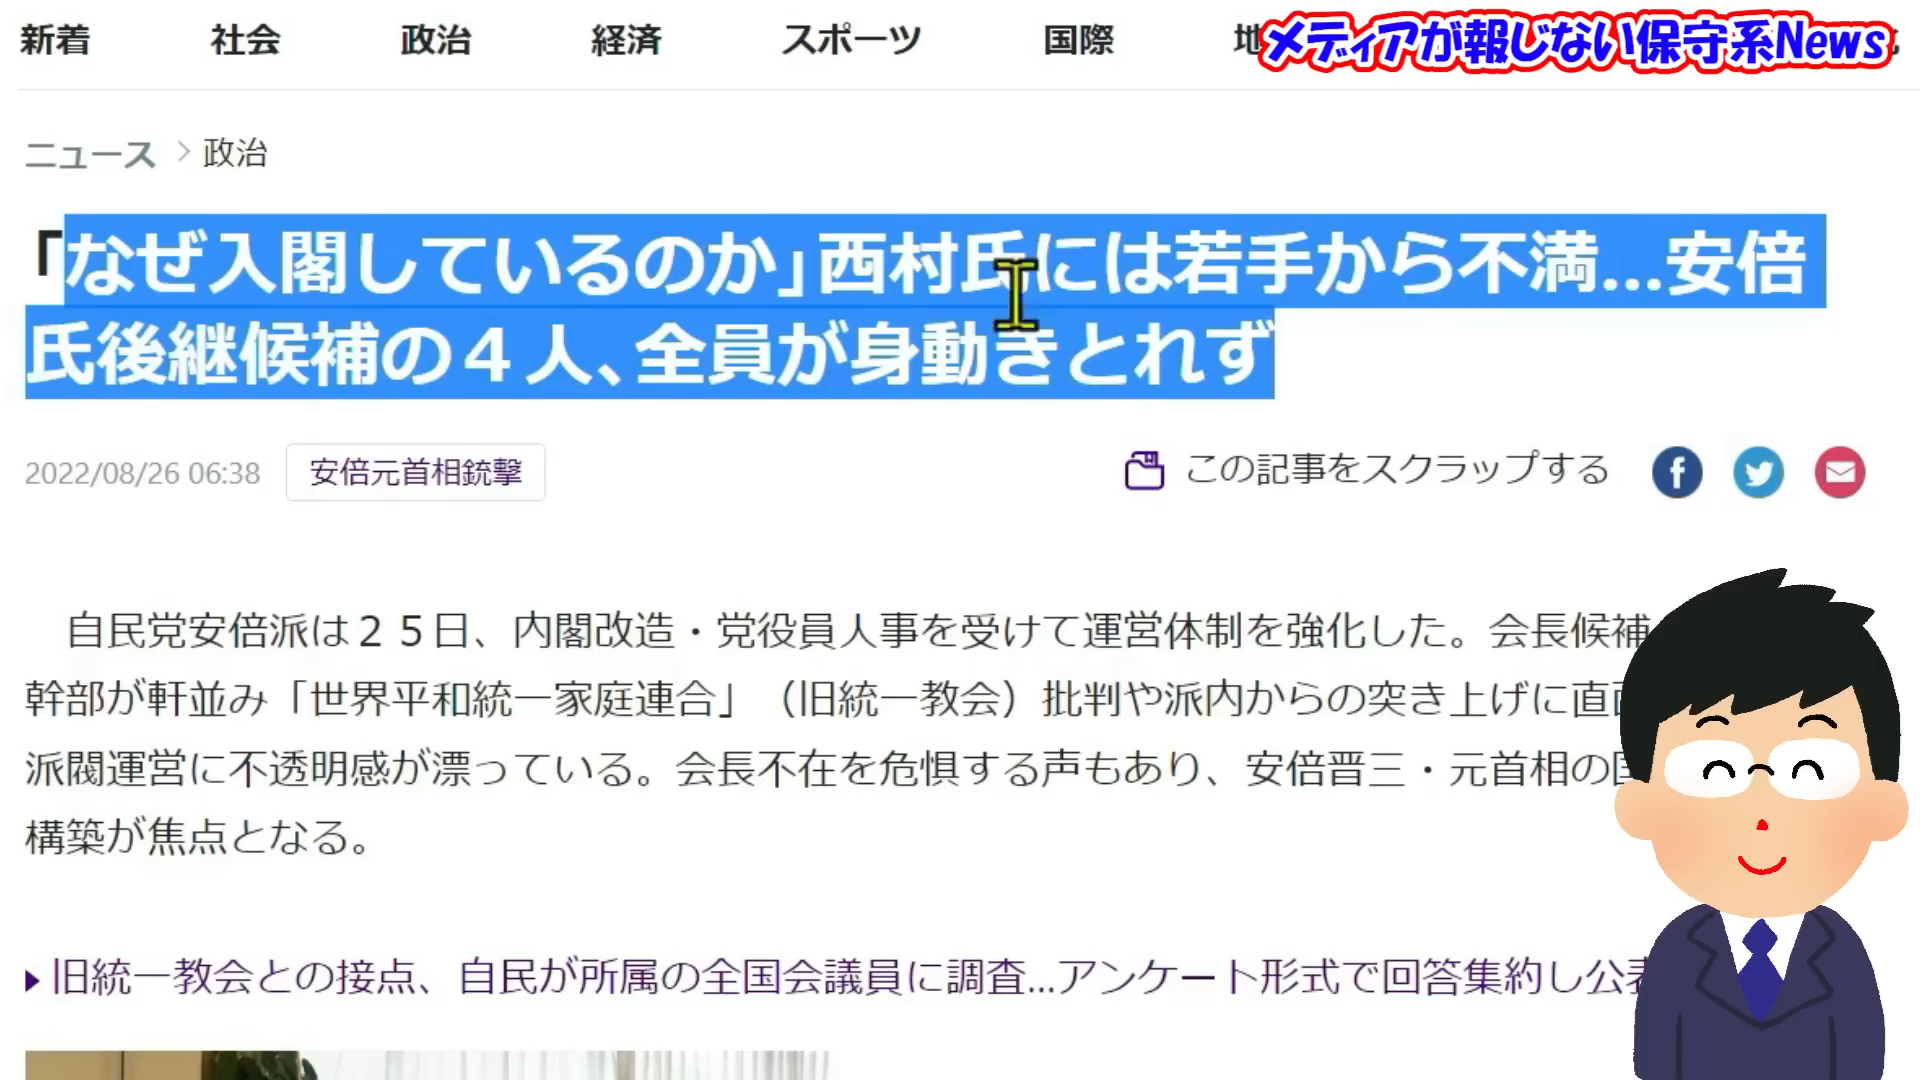 新着 社会 政治 経済 スポーツ 国際 地
メディアが報じない保守系News
ニュース > 政治
「なぜ入閣しているのか」西村氏には若手から不満…安倍
氏後継候補の４人、全員が身動きとれず
2022/08/26 06:38 安倍元首相銃撃 この記事をスクラップする
自民党安倍派は２５日、内閣改造・党役員人事を受けて運営体制を強化した。会長候補
幹部が軒並み「世界平和統一家庭連合」（旧統一教会）批判や派内からの突き上げに直
派閥運営に不透明感が漂っている。会長不在を危惧する声もあり、安倍晋三・元首相の
構築が焦点となる。
旧統一教会との接点、自民が所属の全国会議員に調査…アンケート形式で回答集約し公